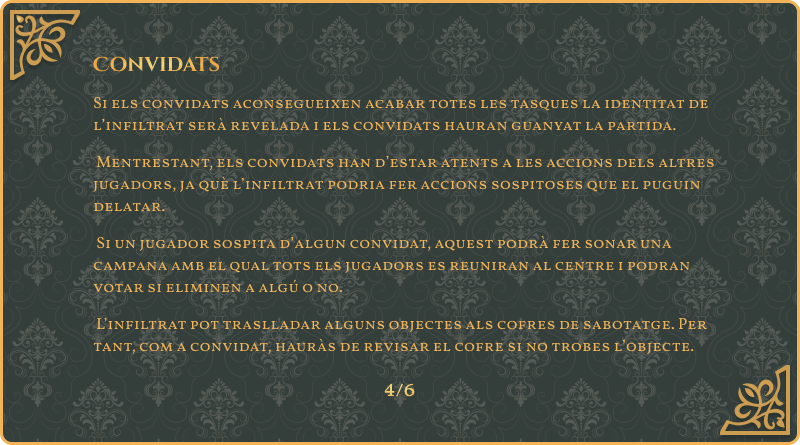 CONVIDATS
Si els convidats aconsegueixen acabar totes les tasques la identitat de
l'infiltrat serà revelada i els convidats hauran guanyat la partida.
Mentrestant, els convidats han d'estar atents a les accions dels altres
jugadors, ja què l'infiltrat podria fer accions sospitoses que el puguin
delatar.
Si un jugador sospita d'algun convidat, aquest podrà fer sonar una
campana amb el qual tots els jugadors es reuniran al centre i podran
votar si eliminen a algú o no.
L'infiltrat pot traslladar alguns objectes als cofres de sabotatge. Per
tant, com a convidat, hauràs de revisar el cofre si no trobes l'objecte.
4/6